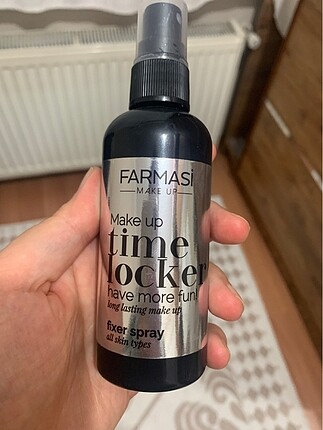 FARMASİ
MAKE UP
Make up
time
locker
have more fun
long lasting make up
fixer spray
all skin types